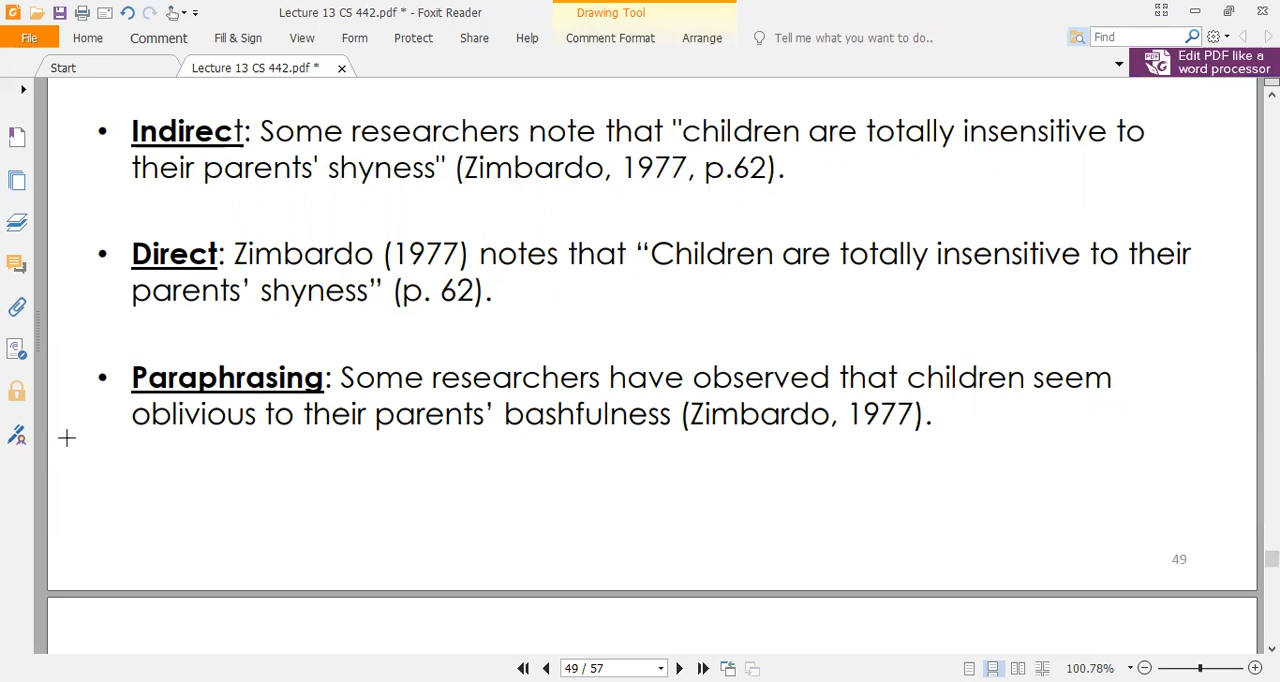 Lecture 13 CS 442.pdf * - Foxit Reader
Drawing Tool
File Home Comment Fill & Sign View Form Protect Share Help Comment Format Arrange Tell me what you want to do.. Find
Start Lecture 13 CS 442.pdf * Edit PDF like a
word processor
• Indirect: Some researchers note that "children are totally insensitive to
their parents' shyness" (Zimbardo, 1977, p.62).
• Direct: Zimbardo (1977) notes that “Children are totally insensitive to their
parents’ shyness” (p. 62).
• Paraphrasing: Some researchers have observed that children seem
oblivious to their parents’ bashfulness (Zimbardo, 1977).
49
49 / 57 100.78%